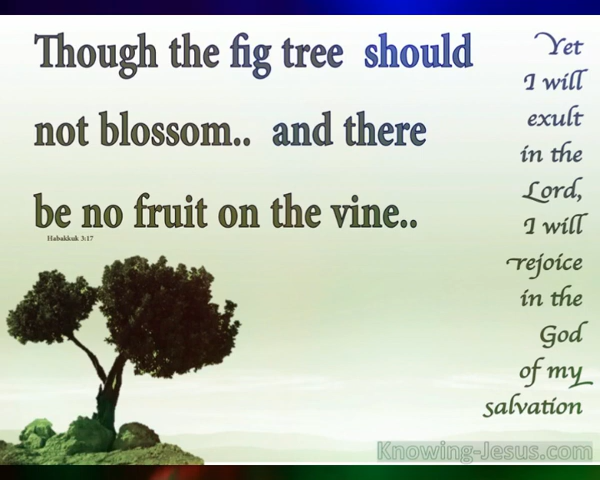 Though the fig tree should
not blossom.. and there
be no fruit on the vine..
Habakkuk 3:17
Yet
I will
exult
in the
Lord,
I will
rejoice
in the
God
of my
salvation
Knowing-Jesus.com